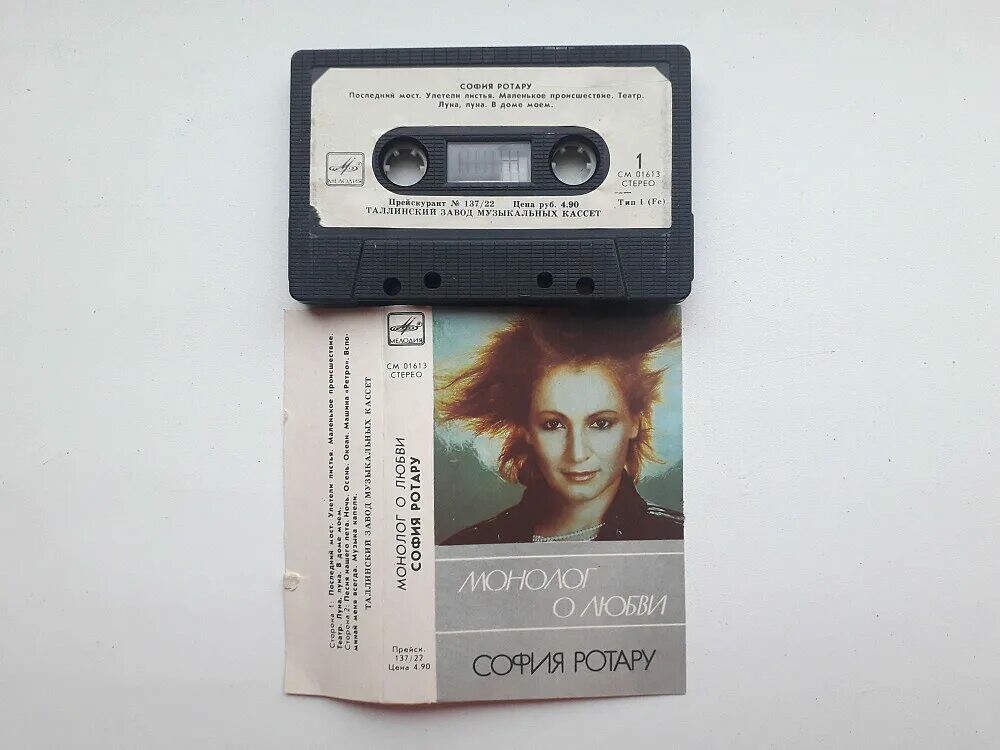 СОФИЯ РОТАРУ
Последний мост. Улетели листья. Маленькое происшествие. Театр.
Луна, луна. В доме моем.
МЕЛОДИЯ
1
СМ 01613
СТЕРЕО
Прейскурант № 137/22 Цена руб. 4.90
Тип I (Fe)
ТАЛЛИНСКИЙ ЗАВОД МУЗЫКАЛЬНЫХ КАССЕТ
Сторона 1: Последний мост. Улетели листья. Маленькое происшествие.
Театр. Луна, луна. В доме моем.
Сторона 2: Песня нашего лета. Ночь. Осень. Океан. Машина «Ретро». Вспо-
минай меня всегда. Музыка капели.
ТАЛЛИНСКИЙ ЗАВОД МУЗЫКАЛЬНЫХ КАССЕТ
МЕЛОДИЯ
СМ 01613
СТЕРЕО
МОНОЛОГ О ЛЮБВИ
СОФИЯ РОТАРУ
Прейск.
137/22
Цена 4.90
МОНОЛОГ
О ЛЮБВИ
СОФИЯ РОТАРУ